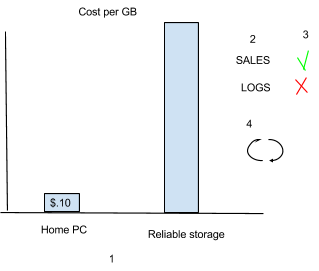 Cost per GB
2
3
SALES
LOGS
4
$.10
Home PC
Reliable storage
1